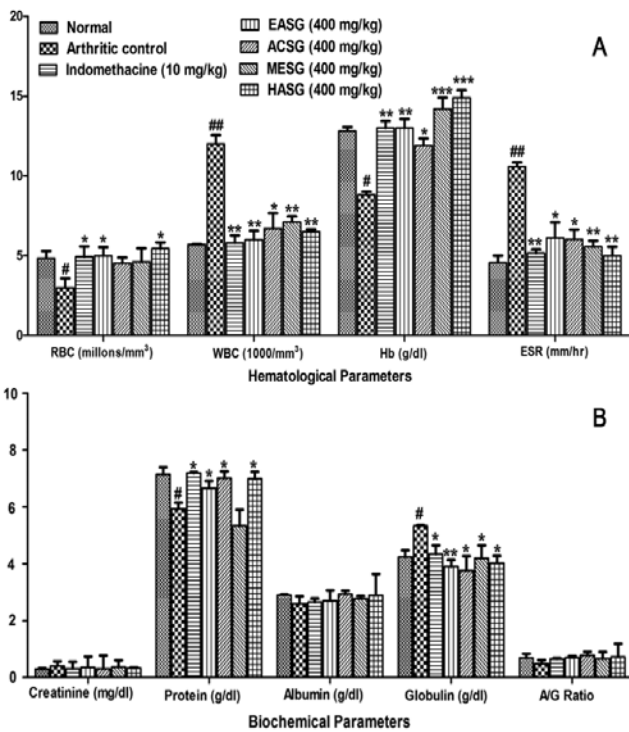 20
15
10
5
0
Normal
Arthritic control
Indomethacine (10 mg/kg)
EASG (400 mg/kg)
ACSG (400 mg/kg)
MESG (400 mg/kg)
HASG (400 mg/kg)
A
# * * *
## ** ** * ** **
# ** ** * *** ***
## ** * * ** **
RBC (millons/mm³) WBC (1000/mm³) Hb (g/dl) ESR (mm/hr)
Hematological Parameters
10
8
6
4
2
0
B
# * * * *
# * ** * * *
Creatinine (mg/dl) Protein (g/dl) Albumin (g/dl) Globulin (g/dl) A/G Ratio
Biochemical Parameters